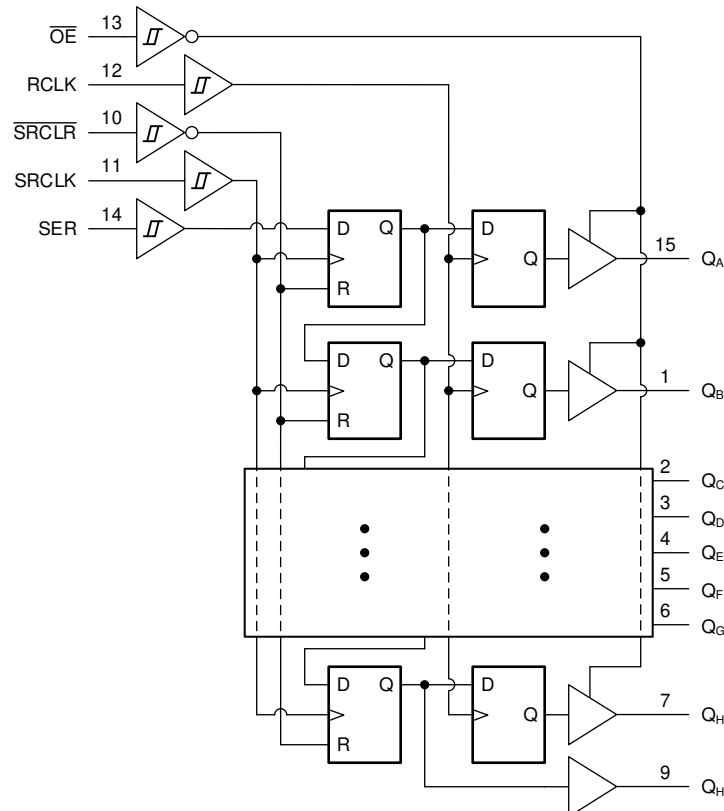 OE 13
RCLK 12
SRCLR 10
SRCLK 11
SER 14
D Q D
R Q 15 QA
D Q D
R Q 1 QB
2 QC
3 QD
4 QE
5 QF
6 QG
D Q D
R Q 7 QH
9 QH